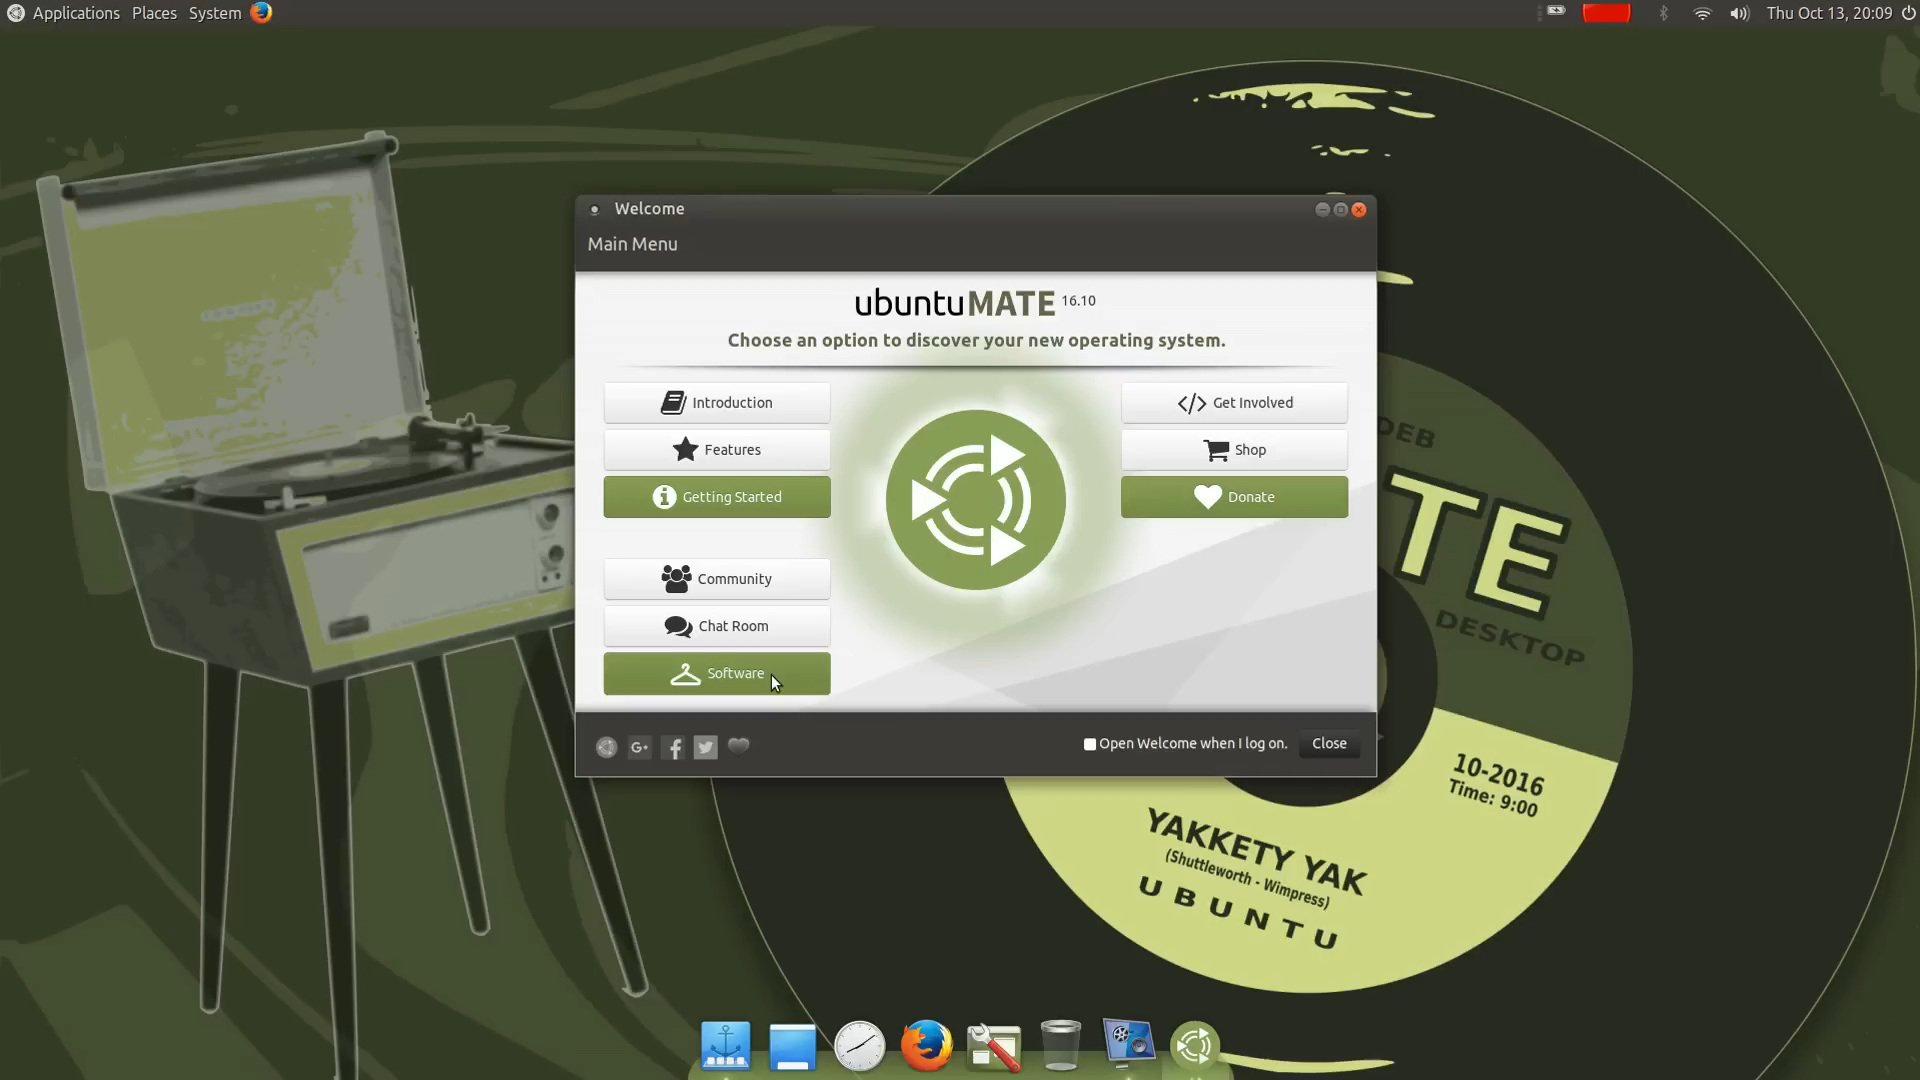 Applications Places System
Thu Oct 13, 20:09
Welcome
Main Menu
ubuntu MATE 16.10
Choose an option to discover your new operating system.
Introduction
Features
Getting Started
Community
Chat Room
Software
Get Involved
Shop
Donate
G+ f
Open Welcome when I log on.
Close
DEB
TE
DESKTOP
10-2016
Time: 9:00
YAKKETY YAK
(Shuttleworth - Wimpress)
UBUNTU